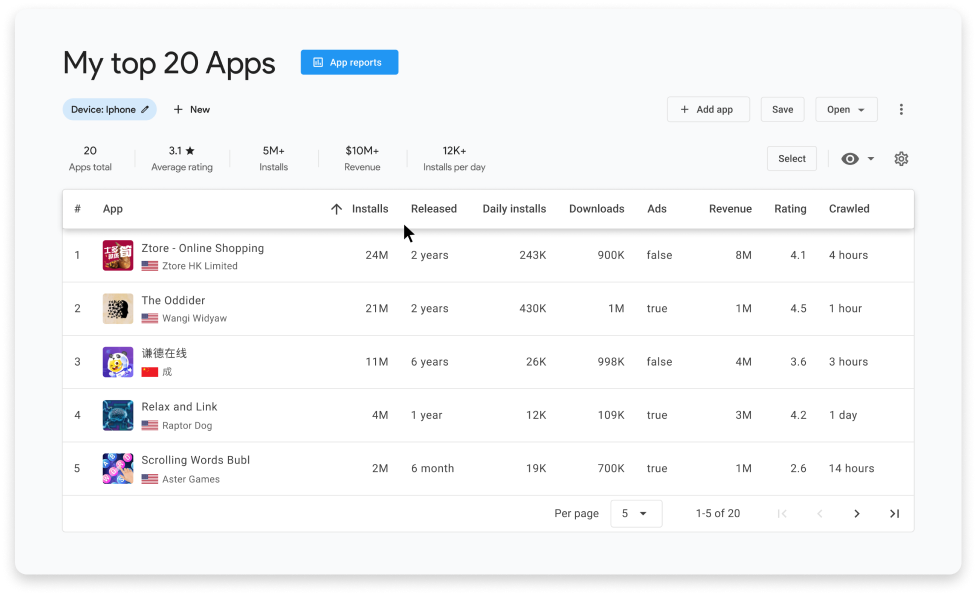 My top 20 Apps
App reports
Device: Iphone
New
Add app
Save
Open
20
Apps total
3.1 ★
Average rating
5M+
Installs
$10M+
Revenue
12K+
Installs per day
Select
# App Installs Released Daily installs Downloads Ads Revenue Rating Crawled
1 Ztore - Online Shopping 24M 2 years 243K 900K false 8M 4.1 4 hours
Ztore HK Limited
2 The Oddider 21M 2 years 430K 1M true 1M 4.5 1 hour
Wangi Widyaw
3 谦德在线 11M 6 years 26K 998K false 4M 3.6 3 hours
成
4 Relax and Link 4M 1 year 12K 109K true 3M 4.2 1 day
Raptor Dog
5 Scrolling Words Bubl 2M 6 month 19K 700K true 1M 2.6 14 hours
Aster Games
Per page 5 1-5 of 20